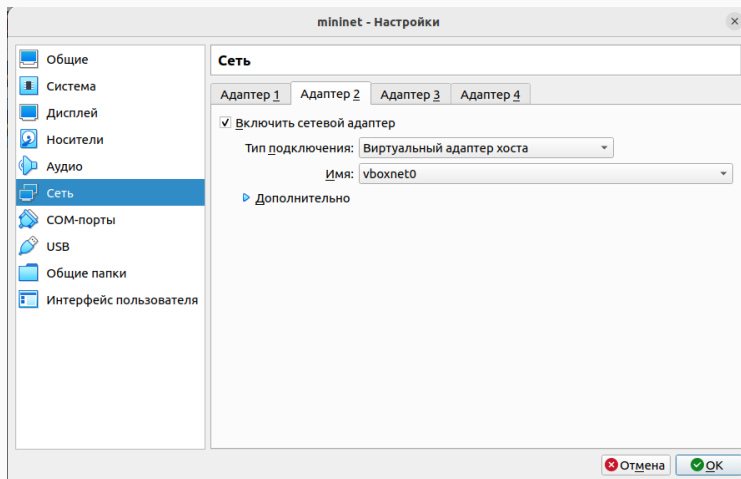 mininet - Настройки
Общие
Система
Дисплей
Носители
Аудио
Сеть
COM-порты
USB
Общие папки
Интерфейс пользователя
Сеть
Адаптер 1 Адаптер 2 Адаптер 3 Адаптер 4
Включить сетевой адаптер
Тип подключения: Виртуальный адаптер хоста
Имя: vboxnet0
Дополнительно
Отмена OK